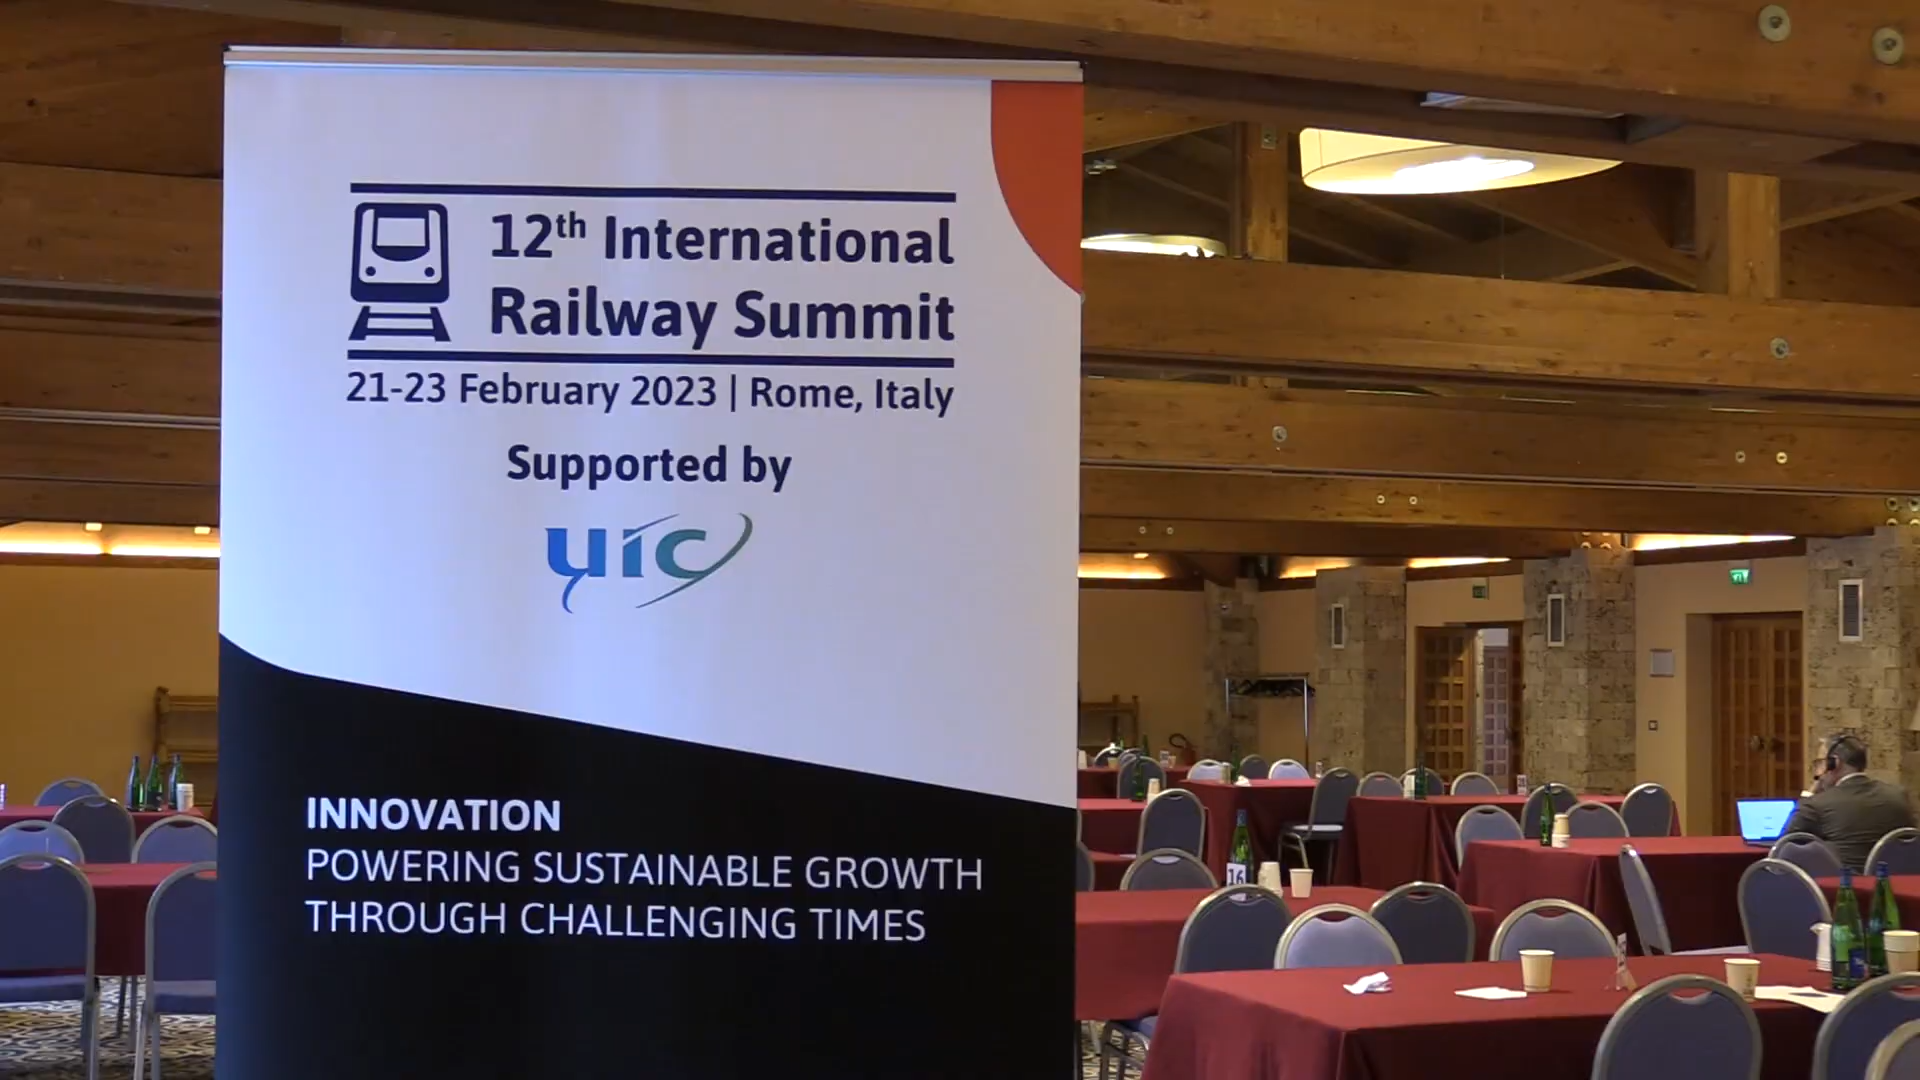 12th International
Railway Summit
21-23 February 2023 | Rome, Italy
Supported by
uic
INNOVATION
POWERING SUSTAINABLE GROWTH
THROUGH CHALLENGING TIMES
16